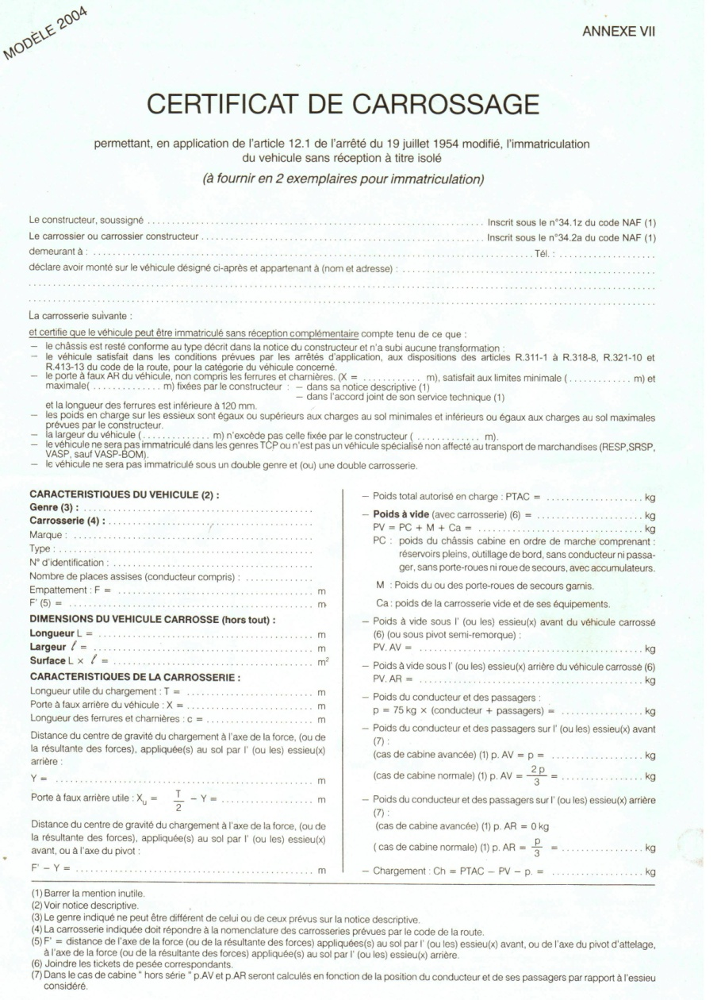 MODÈLE 2004
ANNEXE VII
CERTIFICAT DE CARROSSAGE
permettant, en application de l'article 12.1 de l'arrêté du 19 juillet 1954 modifié, l'immatriculation
du vehicule sans réception à titre isolé
(à fournir en 2 exemplaires pour immatriculation)
Le constructeur, soussigné ........ Inscrit sous le n°34.1z du code NAF (1)
Le carrossier ou carrossier constructeur ........ Inscrit sous le n°34.2a du code NAF (1)
demeurant à : ........ Tél. : ........
déclare avoir monté sur le véhicule désigné ci-après et appartenant à (nom et adresse) : ........
........
........
La carrosserie suivante :
et certifie que le véhicule peut être immatriculé sans réception complémentaire compte tenu de ce que :
– le châssis est resté conforme au type décrit dans la notice du constructeur et n'a subi aucune transformation :
– le véhicule satisfait dans les conditions prévues par les arrêtés d'application, aux dispositions des articles R.311-1 à R.318-8, R.321-10 et
R.413-13 du code de la route, pour la catégorie du véhicule concerné.
– le porte à faux AR du véhicule, non compris les ferrures et charnières. (X = ........ m), satisfait aux limites minimale ( ........ m) et
maximale( ........ m) fixées par le constructeur : – dans sa notice descriptive (1)
– dans l'accord joint de son service technique (1)
et la longueur des ferrures est inférieure à 120 mm.
– les poids en charge sur les essieux sont égaux ou supérieurs aux charges au sol minimales et inférieurs ou égaux aux charges au sol maximales
prévues par le constructeur.
– la largeur du véhicule ( ........ m) n'excède pas celle fixée par le constructeur ( ........ m).
– le véhicule ne sera pas immatriculé dans les genres TCP ou n'est pas un véhicule spécialisé non affecté au transport de marchandises (RESP,SRSP,
VASP, sauf VASP-BOM).
– le véhicule ne sera pas immatriculé sous un double genre et (ou) une double carrosserie.
CARACTERISTIQUES DU VEHICULE (2) :
Genre (3) : ........
Carrosserie (4) : ........
Marque : ........
Type : ........
N° d'identification : ........
Nombre de places assises (conducteur compris) : ........
Empattement : F = ........ m
F' (5) = ........ m
DIMENSIONS DU VEHICULE CARROSSE (hors tout) :
Longueur L = ........ m
Largeur ℓ = ........ m
Surface L × ℓ = ........ m²
CARACTERISTIQUES DE LA CARROSSERIE :
Longueur utile du chargement : T = ........ m
Porte à faux arrière du véhicule : X = ........ m
Longueur des ferrures et charnières : c = ........ m
Distance du centre de gravité du chargement à l'axe de la force, (ou de
la résultante des forces), appliquée(s) au sol par l' (ou les) essieu(x)
arrière :
Y = ........ m
Porte à faux arrière utile : Xu = T/2 – Y = ........ m
Distance du centre de gravité du chargement à l'axe de la force, (ou de
la résultante des forces), appliquée(s) au sol par l' (ou les) essieu(x)
avant, ou à l'axe du pivot :
F' – Y = ........ m
– Poids total autorisé en charge : PTAC = ........ kg
– Poids à vide (avec carrosserie) (6) = ........ kg
PV = PC + M + Ca = ........ kg
PC : poids du châssis cabine en ordre de marche comprenant :
réservoirs pleins, outillage de bord, sans conducteur ni passa-
ger, sans porte-roues ni roue de secours, avec accumulateurs.
M : Poids du ou des porte-roues de secours garnis.
Ca : poids de la carrosserie vide et de ses équipements.
– Poids à vide sous l' (ou les) essieu(x) avant du véhicule carrossé
(6) (ou sous pivot semi-remorque) :
PV. AV = ........ kg
– Poids à vide sous l' (ou les) essieu(x) arrière du véhicule carrossé (6)
PV. AR = ........ kg
– Poids du conducteur et des passagers :
p = 75 kg × (conducteur + passagers) = ........ kg
– Poids du conducteur et des passagers sur l' (ou les) essieu(x) avant
(7) :
(cas de cabine avancée) (1) p. AV = p = ........ kg
(cas de cabine normale) (1) p. AV = 2 p/3 = ........ kg
– Poids du conducteur et des passagers sur l' (ou les) essieu(x) arrière
(7) :
(cas de cabine avancée) (1) p. AR = 0 kg
( cas de cabine normale) (1) p. AR = p/3 = ........ kg
– Chargement : Ch = PTAC – PV – p. = ........ kg
(1) Barrer la mention inutile.
(2) Voir notice descriptive.
(3) Le genre indiqué ne peut être différent de celui ou de ceux prévus sur la notice descriptive.
(4) La carrosserie indiquée doit répondre à la nomenclature des carrosseries prévues par le code de la route.
(5) F' = distance de l'axe de la force (ou de la résultante des forces) appliquées(s) au sol par l' (ou les) essieu(x) avant, ou de l'axe du pivot d'attelage,
à l'axe de la force (ou de la résultante des forces) appliquée(s) au sol par l' (ou les) essieu(x) arrière.
(6) Joindre les tickets de pesée correspondants.
(7) Dans le cas de cabine " hors série " p.AV et p.AR seront calculés en fonction de la position du conducteur et de ses passagers par rapport à l'essieu
considéré.